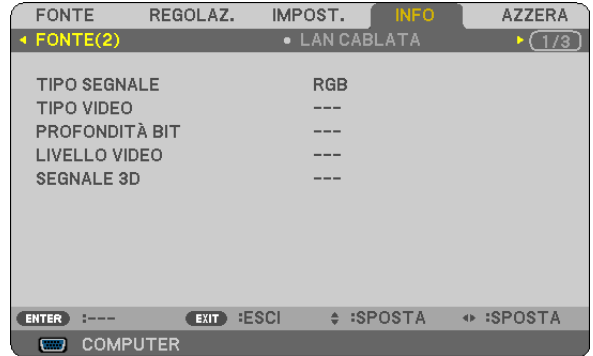 FONTE REGOLAZ. IMPOST. INFO AZZERA
FONTE(2) • LAN CABLATA 1/3
TIPO SEGNALE RGB
TIPO VIDEO ---
PROFONDITÀ BIT ---
LIVELLO VIDEO ---
SEGNALE 3D ---
ENTER :--- EXIT :ESCI :SPOSTA :SPOSTA
COMPUTER